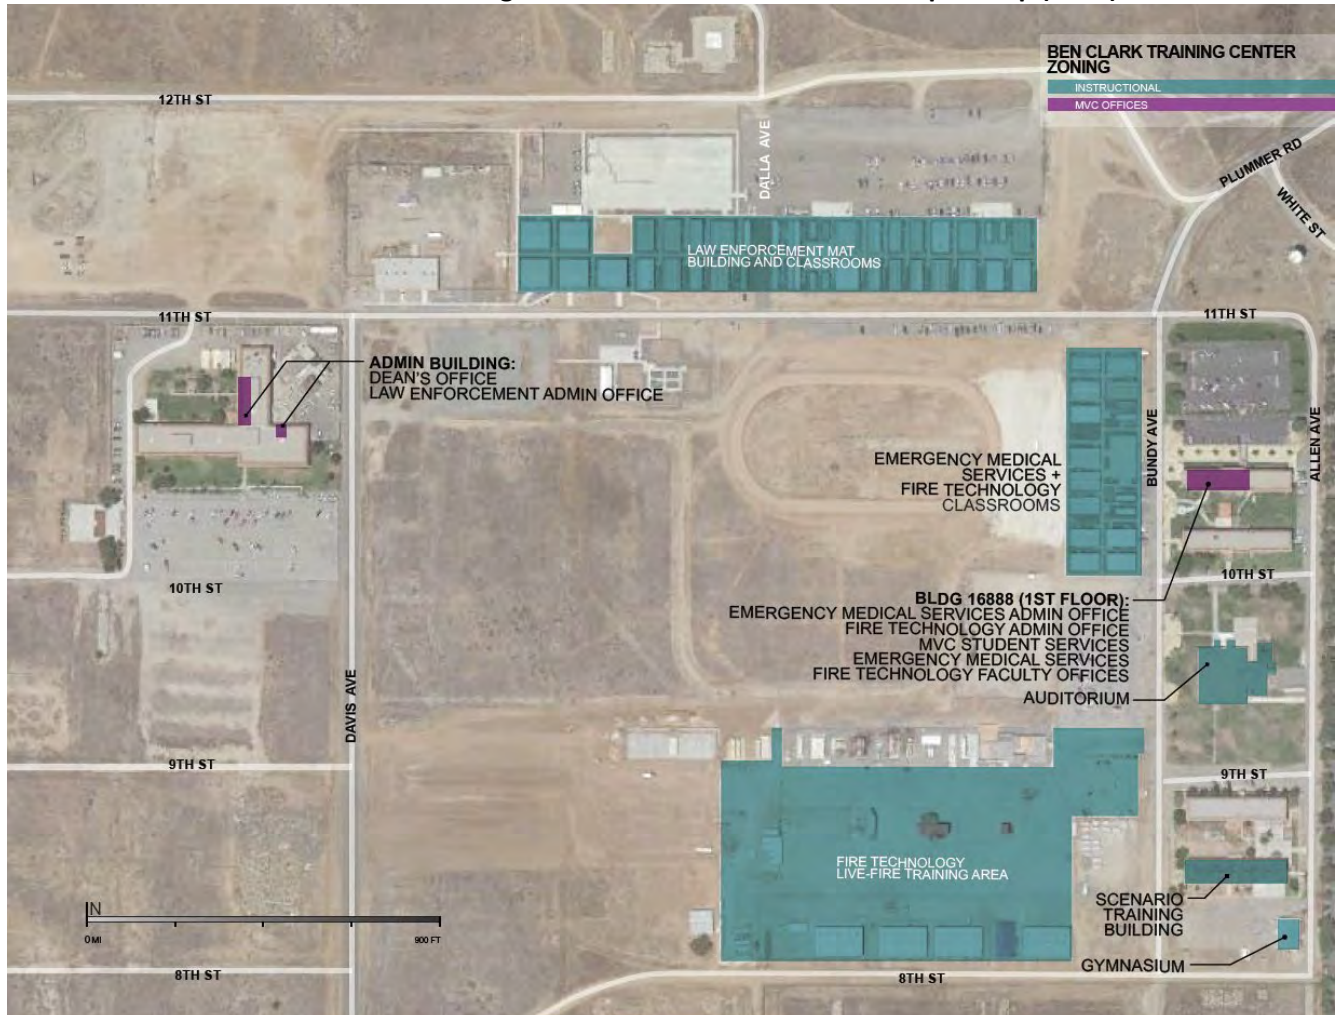 BEN CLARK TRAINING CENTER
ZONING
INSTRUCTIONAL
MVC OFFICES
12TH ST
DALLA AVE
PLUMMER RD
WHITE ST
LAW ENFORCEMENT MAT
BUILDING AND CLASSROOMS
11TH ST
11TH ST
ADMIN BUILDING:
DEAN'S OFFICE
LAW ENFORCEMENT ADMIN OFFICE
BUNDY AVE
ALLEN AVE
EMERGENCY MEDICAL
SERVICES +
FIRE TECHNOLOGY
CLASSROOMS
10TH ST
10TH ST
BLDG 16888 (1ST FLOOR):
EMERGENCY MEDICAL SERVICES ADMIN OFFICE
FIRE TECHNOLOGY ADMIN OFFICE
MVC STUDENT SERVICES
EMERGENCY MEDICAL SERVICES
FIRE TECHNOLOGY FACULTY OFFICES
AUDITORIUM
DAVIS AVE
9TH ST
9TH ST
FIRE TECHNOLOGY
LIVE-FIRE TRAINING AREA
SCENARIO
TRAINING
BUILDING
GYMNASIUM
N
0 MI
900 FT
8TH ST
8TH ST